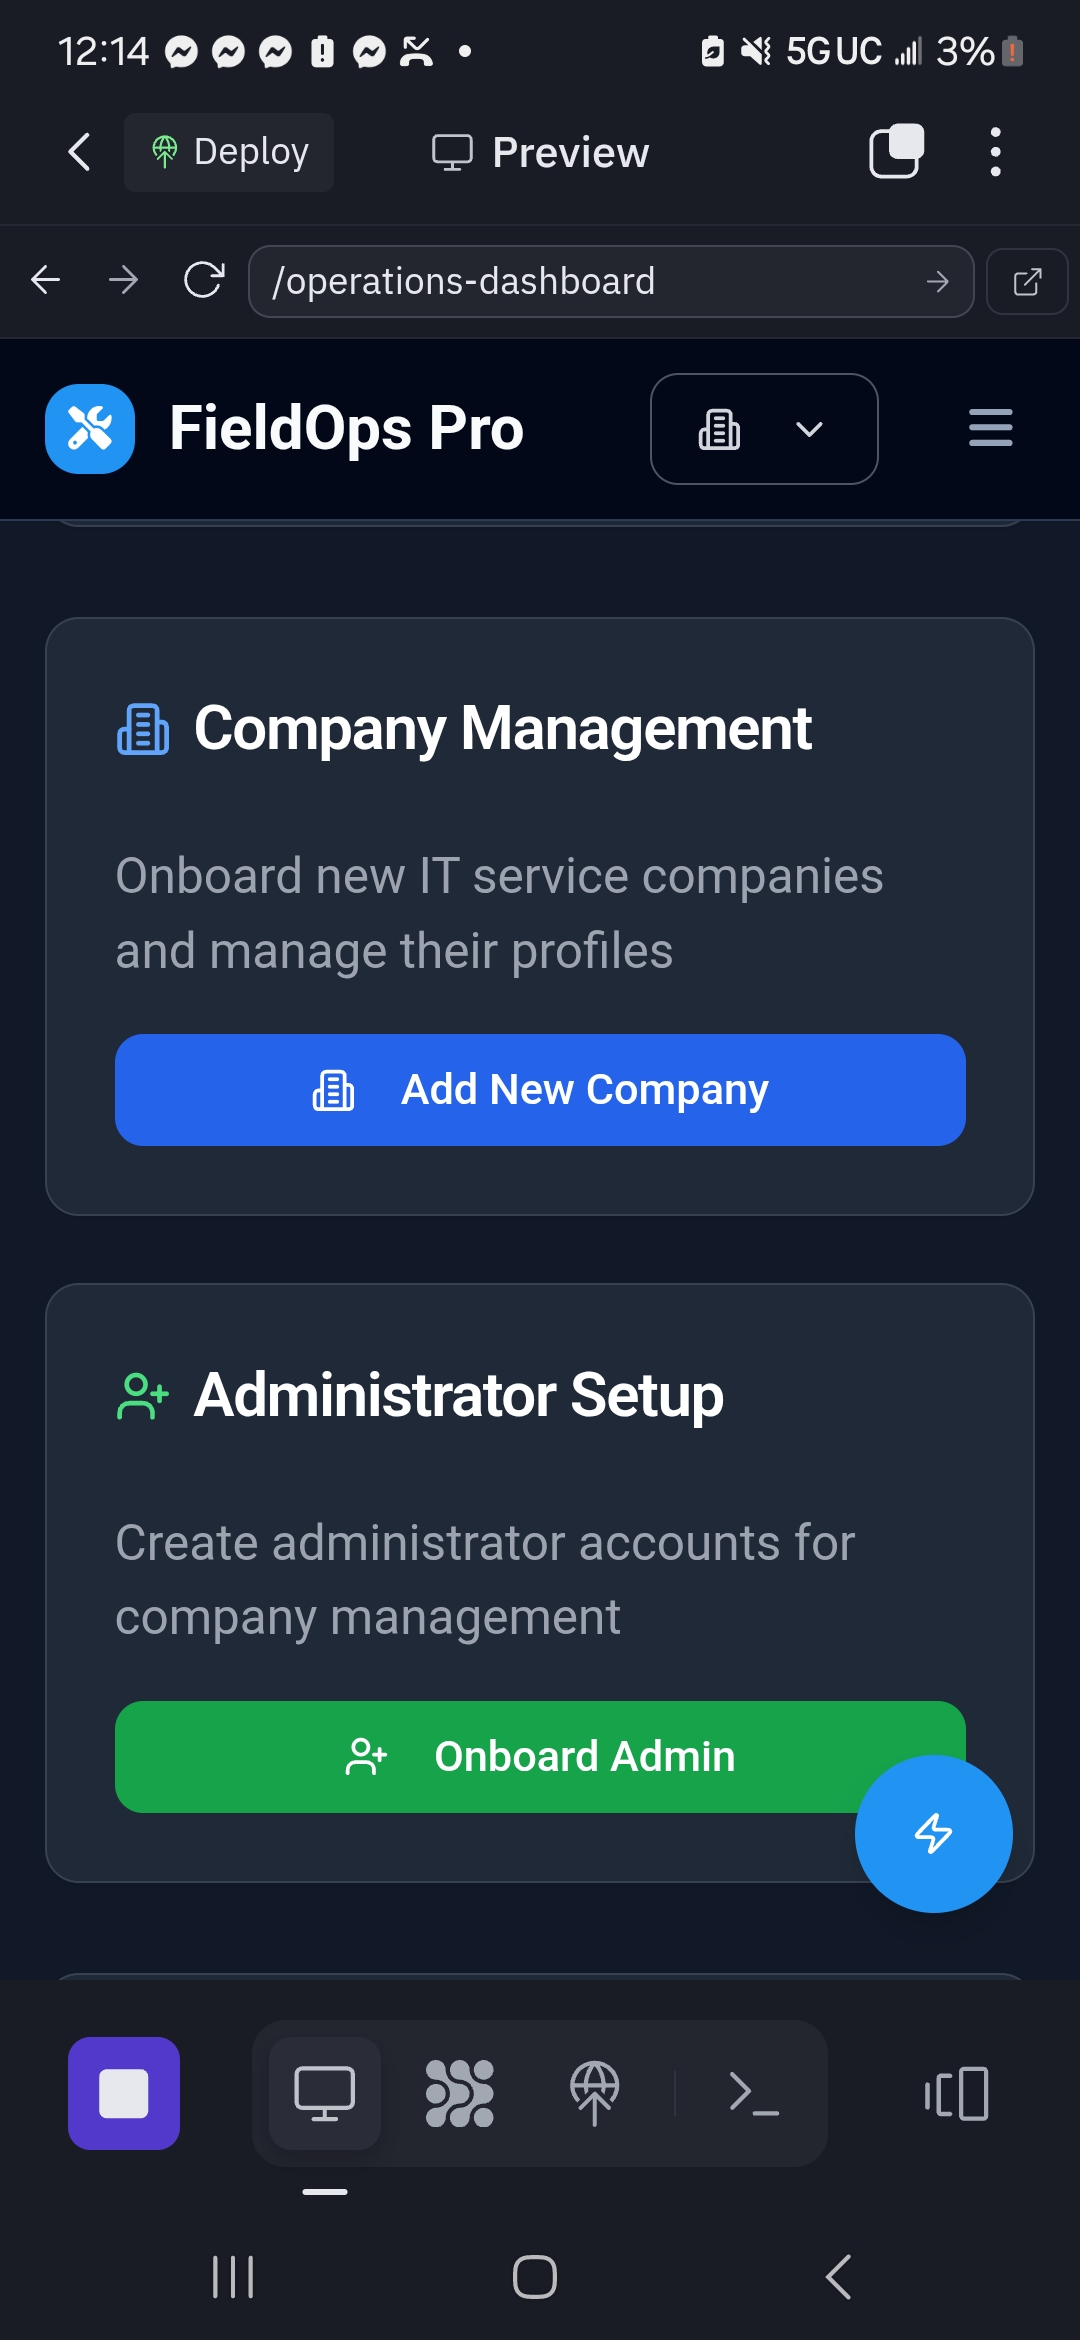 12:14
5G UC 3%
Deploy
Preview
/operations-dashboard
FieldOps Pro
Company Management
Onboard new IT service companies
and manage their profiles
Add New Company
Administrator Setup
Create administrator accounts for
company management
Onboard Admin